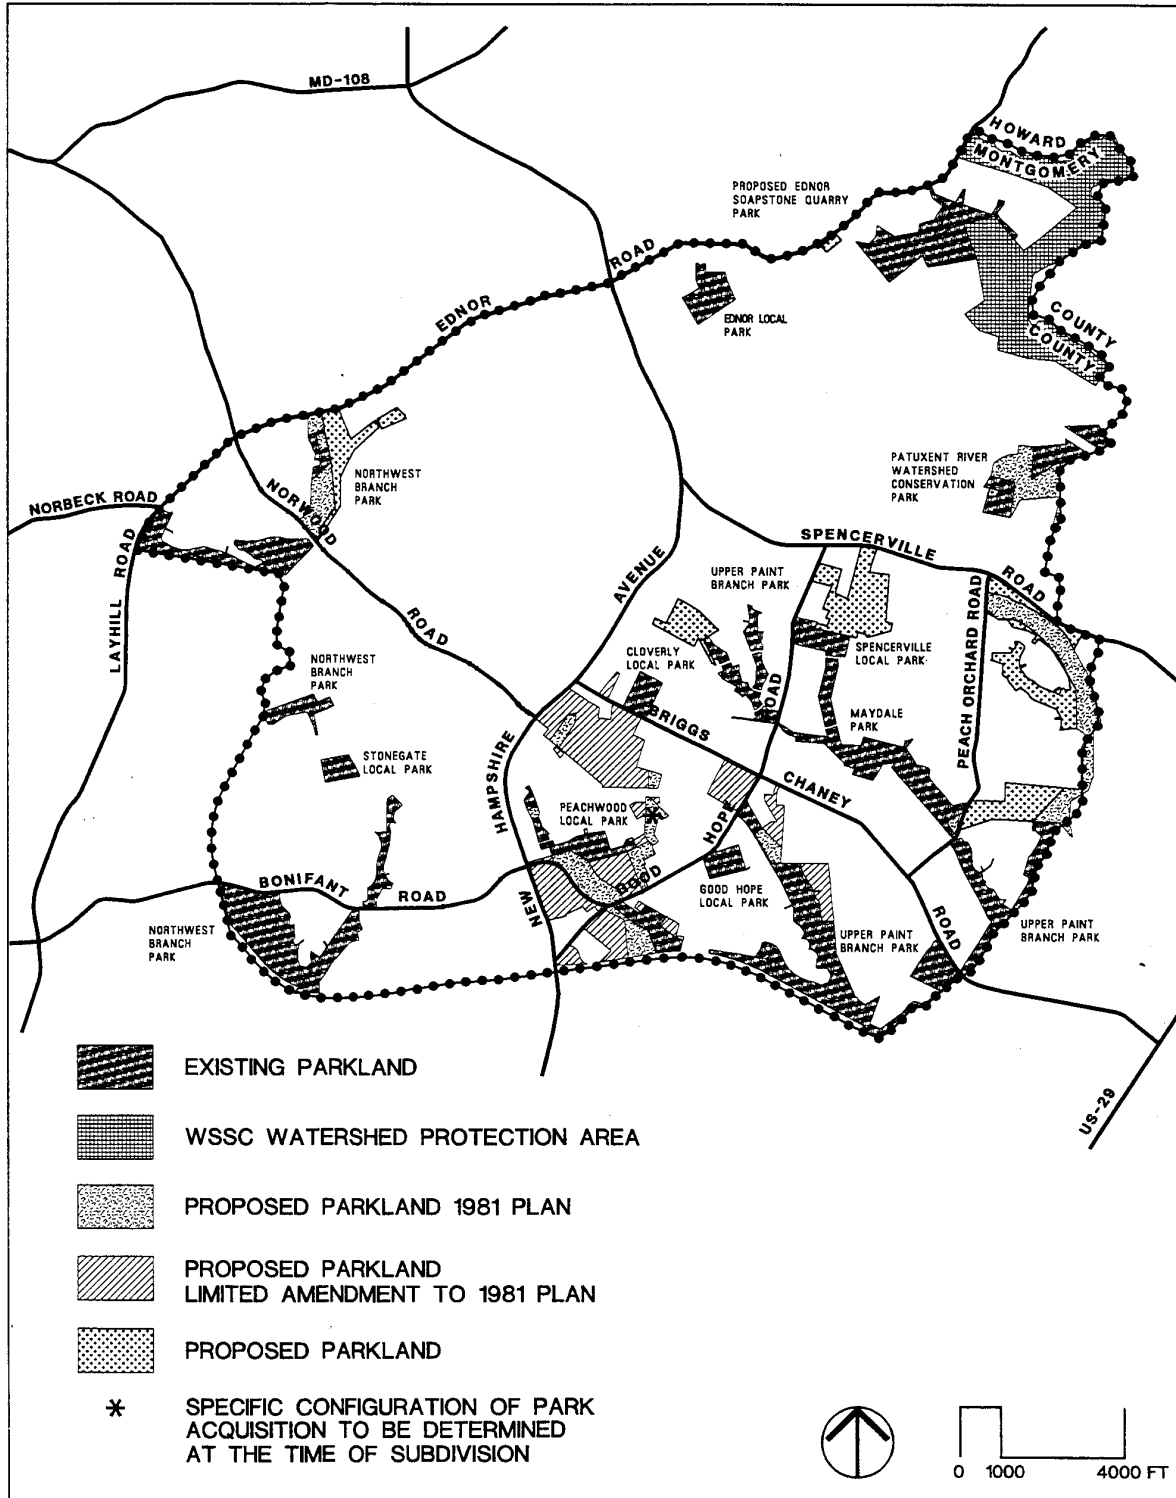 MD-108
HOWARD
MONTGOMERY
PROPOSED EDNOR
SOAPSTONE QUARRY
PARK
ROAD
EDNOR
EDNOR LOCAL
PARK
COUNTY
COUNTY
NORTHWEST
BRANCH
PARK
PATUXENT RIVER
WATERSHED
CONSERVATION
PARK
NORBECK ROAD
NORWOOD
SPENCERVILLE
ROAD
LAYHILL
ROAD
AVENUE
UPPER PAINT
BRANCH PARK
ROAD
PEACH ORCHARD ROAD
CLOVERLY
LOCAL PARK
SPENCERVILLE
LOCAL PARK
NORTHWEST
BRANCH
PARK
ROAD
BRIGGS
MAYDALE
PARK
STONEGATE
LOCAL PARK
HAMPSHIRE
CHANEY
PEACHWOOD
LOCAL PARK
HOPE
BONIFANT
ROAD
GOOD
GOOD HOPE
LOCAL PARK
NEW
ROAD
NORTHWEST
BRANCH
PARK
UPPER PAINT
BRANCH PARK
UPPER PAINT
BRANCH PARK
US-29
EXISTING PARKLAND
WSSC WATERSHED PROTECTION AREA
PROPOSED PARKLAND 1981 PLAN
PROPOSED PARKLAND
LIMITED AMENDMENT TO 1981 PLAN
PROPOSED PARKLAND
* SPECIFIC CONFIGURATION OF PARK
ACQUISITION TO BE DETERMINED
AT THE TIME OF SUBDIVISION
0 1000 4000 FT